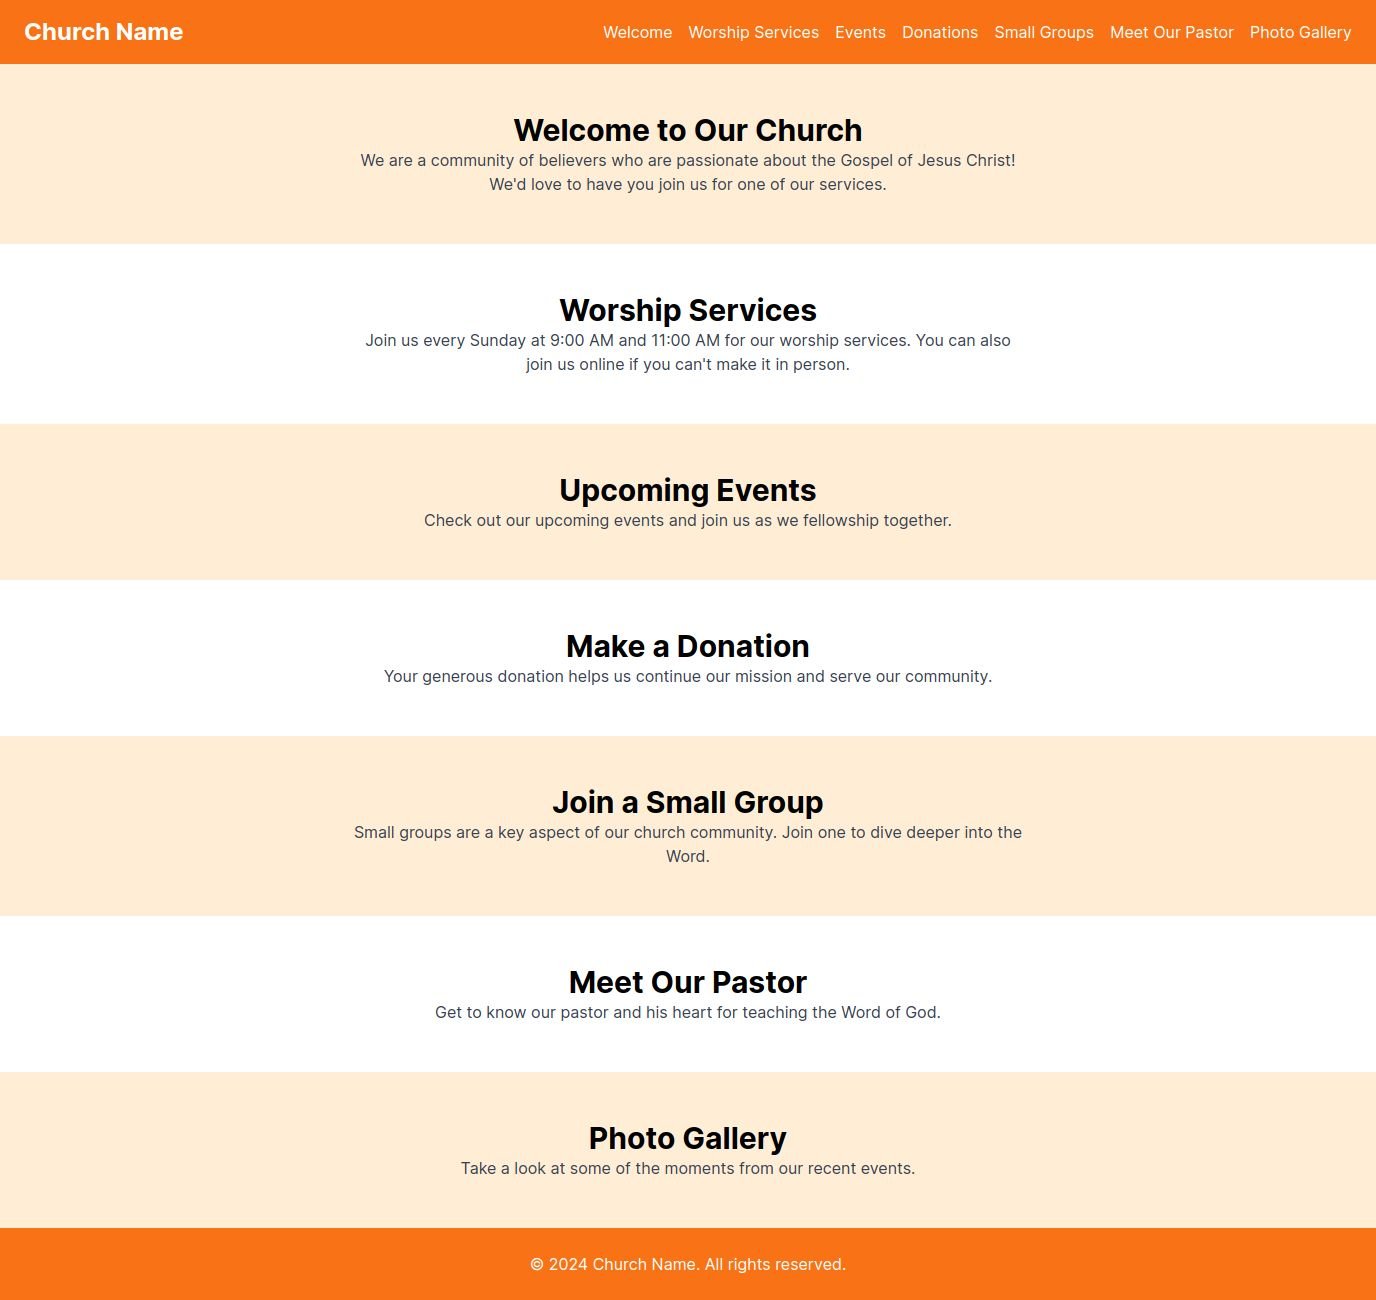 Church Name
Welcome Worship Services Events Donations Small Groups Meet Our Pastor Photo Gallery
Welcome to Our Church
We are a community of believers who are passionate about the Gospel of Jesus Christ!
We'd love to have you join us for one of our services.
Worship Services
Join us every Sunday at 9:00 AM and 11:00 AM for our worship services. You can also
join us online if you can't make it in person.
Upcoming Events
Check out our upcoming events and join us as we fellowship together.
Make a Donation
Your generous donation helps us continue our mission and serve our community.
Join a Small Group
Small groups are a key aspect of our church community. Join one to dive deeper into the
Word.
Meet Our Pastor
Get to know our pastor and his heart for teaching the Word of God.
Photo Gallery
Take a look at some of the moments from our recent events.
© 2024 Church Name. All rights reserved.